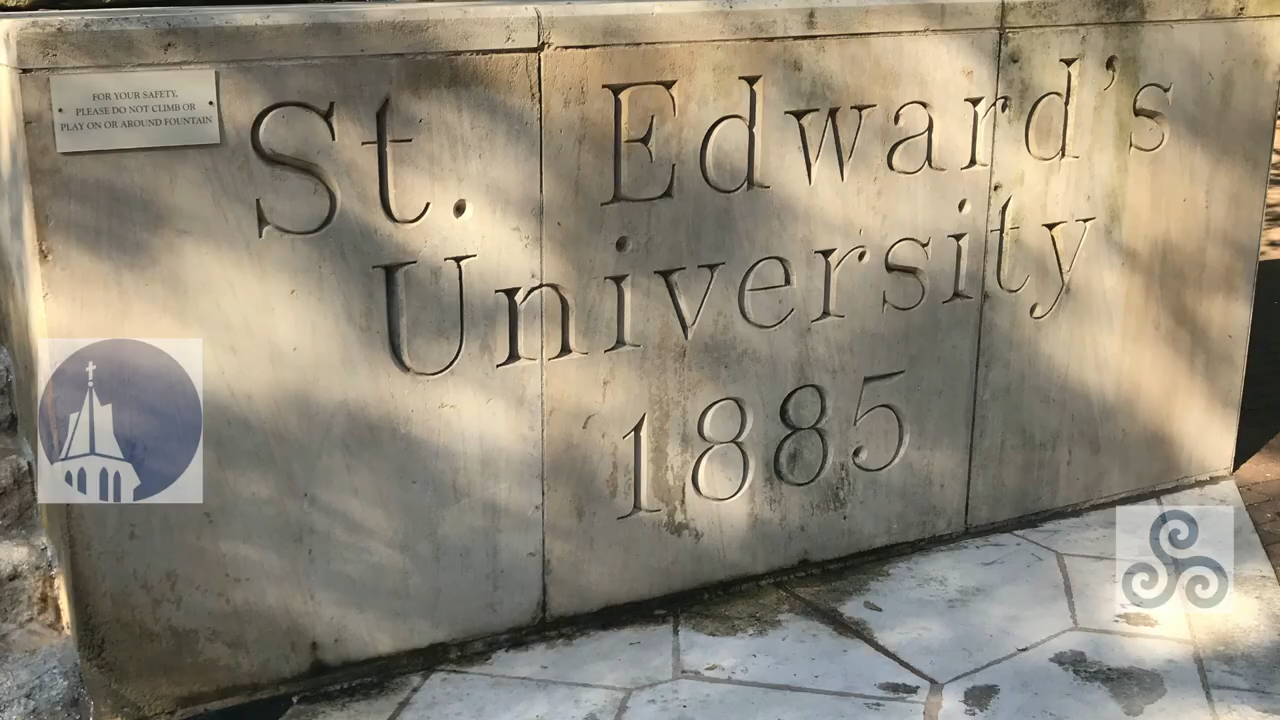 FOR YOUR SAFETY,
PLEASE DO NOT CLIMB OR
PLAY ON OR AROUND FOUNTAIN
St. Edward's
University
1885